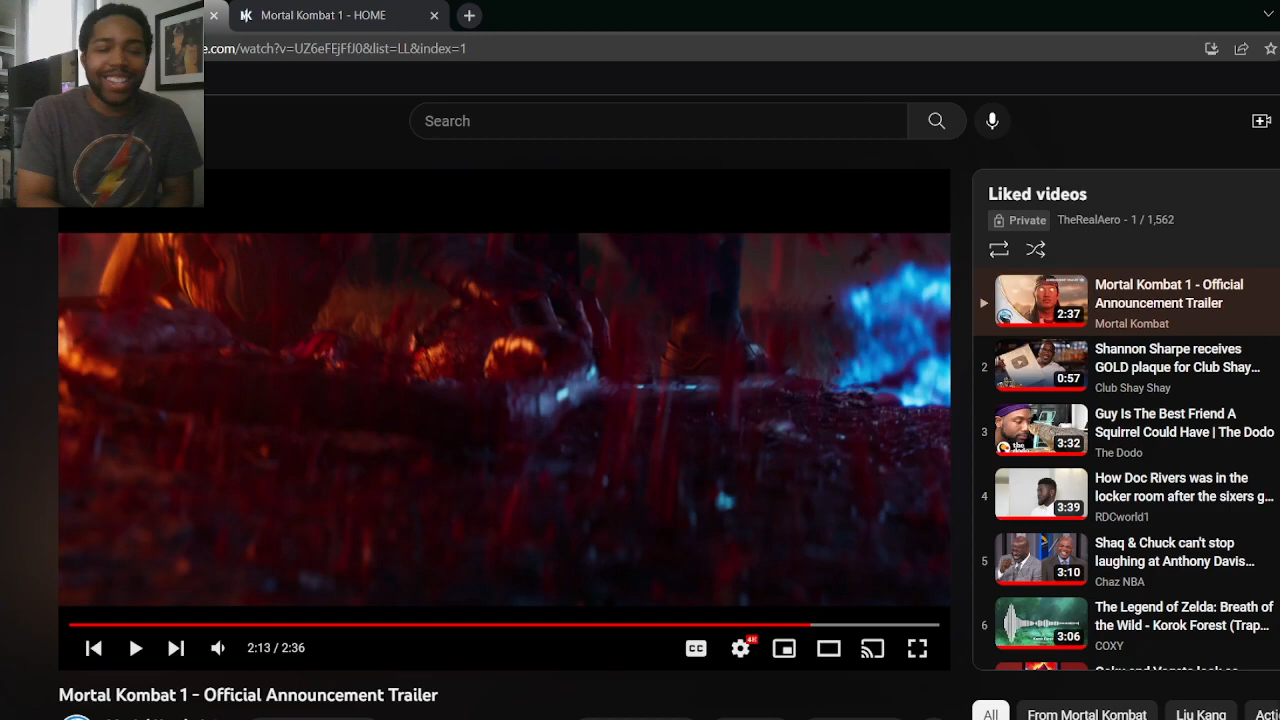 Mortal Kombat 1 - HOME
e.com/watch?v=UZ6eFEjFfJ0&list=LL&index=1
Search
Liked videos
Private
TheRealAero - 1 / 1,562
2:37
Mortal Kombat 1 - Official
Announcement Trailer
Mortal Kombat
2
0:57
Shannon Sharpe receives
GOLD plaque for Club Shay...
Club Shay Shay
3
the dodo
3:32
Guy Is The Best Friend A
Squirrel Could Have | The Dodo
The Dodo
4
3:39
How Doc Rivers was in the
locker room after the sixers g...
RDCworld1
5
3:10
Shaq & Chuck can't stop
laughing at Anthony Davis...
Chaz NBA
6
3:06
The Legend of Zelda: Breath of
the Wild - Korok Forest (Trap...
COXY
2:13 / 2:36
CC
4K
Mortal Kombat 1 - Official Announcement Trailer
All
From Mortal Kombat
Liu Kang
Acti